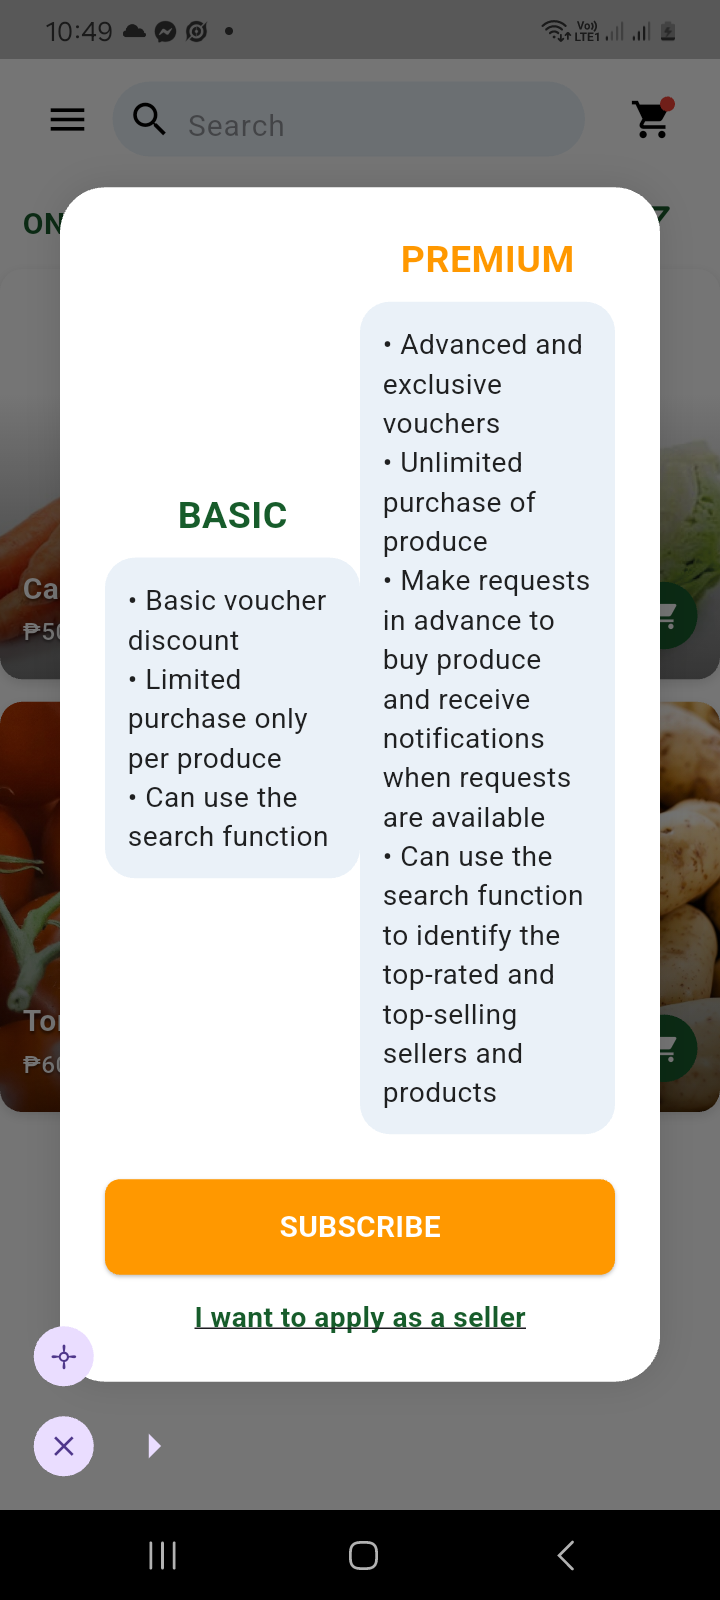 10:49
Vo))
LTE1
Search
ON
PREMIUM
• Advanced and
exclusive
vouchers
• Unlimited
purchase of
produce
• Make requests
in advance to
buy produce
and receive
notifications
when requests
are available
• Can use the
search function
to identify the
top-rated and
top-selling
sellers and
products
BASIC
• Basic voucher
discount
• Limited
purchase only
per produce
• Can use the
search function
Ca
₱50
To
₱60
SUBSCRIBE
I want to apply as a seller